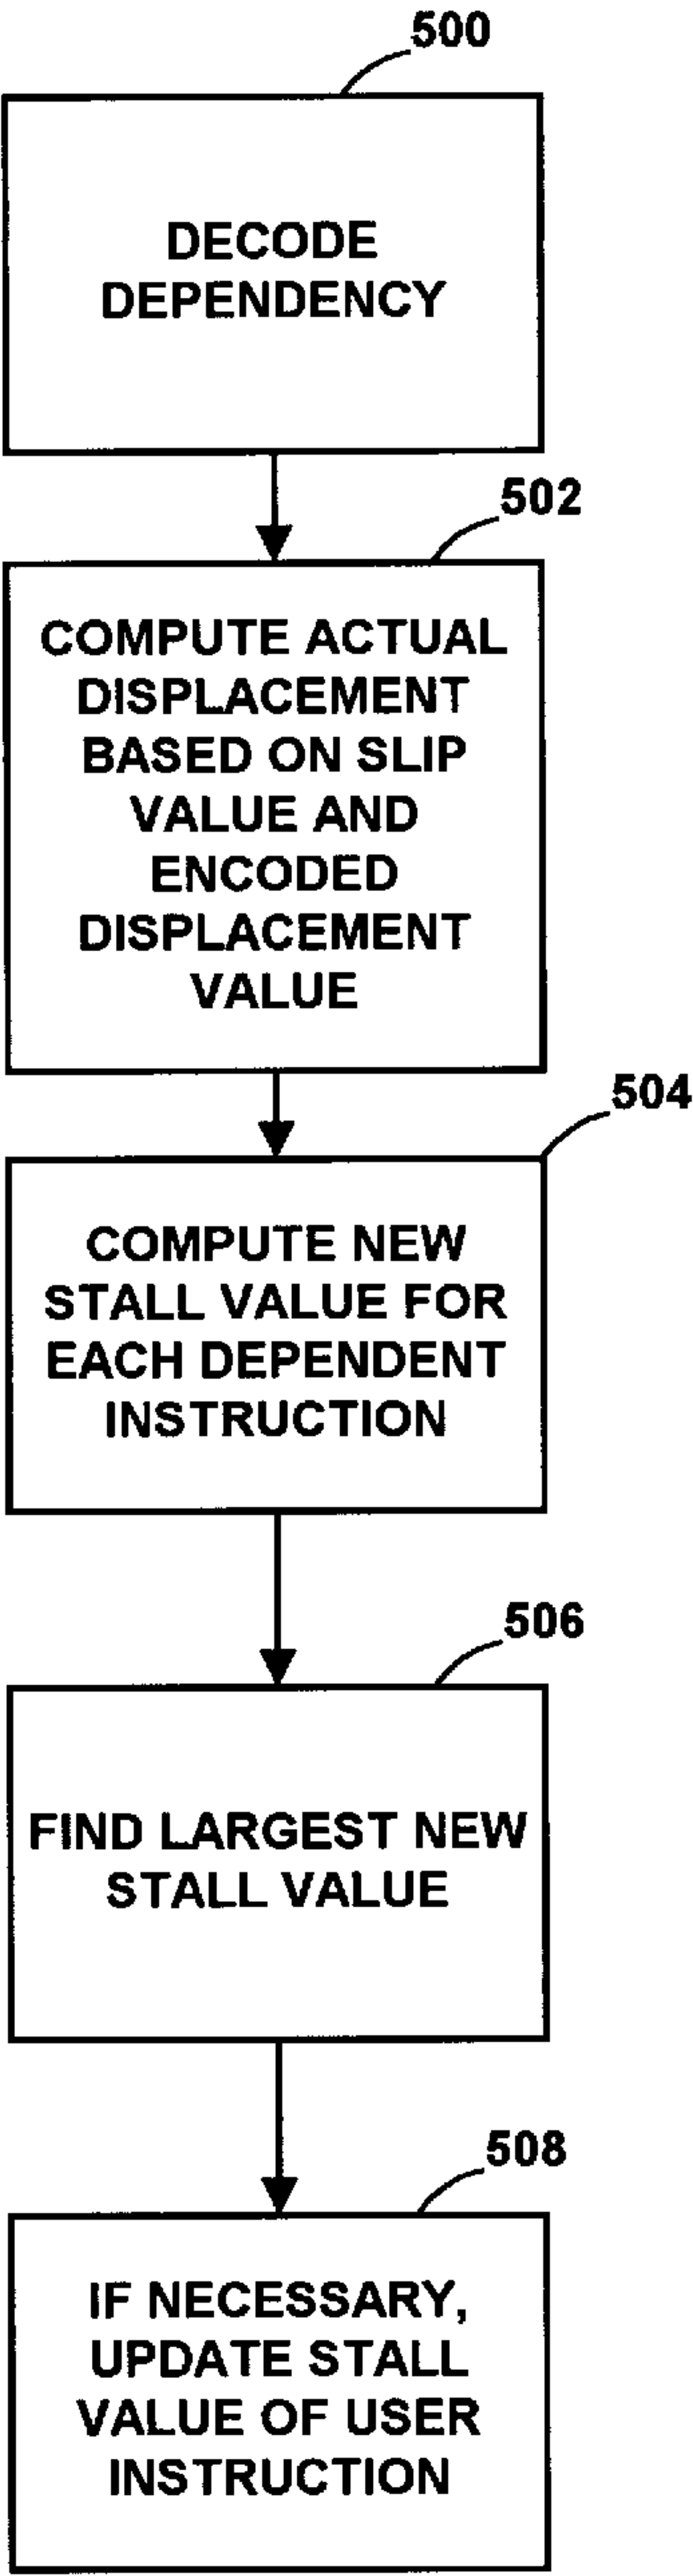 500
DECODE
DEPENDENCY
502
COMPUTE ACTUAL
DISPLACEMENT
BASED ON SLIP
VALUE AND
ENCODED
DISPLACEMENT
VALUE
504
COMPUTE NEW
STALL VALUE FOR
EACH DEPENDENT
INSTRUCTION
506
FIND LARGEST NEW
STALL VALUE
508
IF NECESSARY,
UPDATE STALL
VALUE OF USER
INSTRUCTION